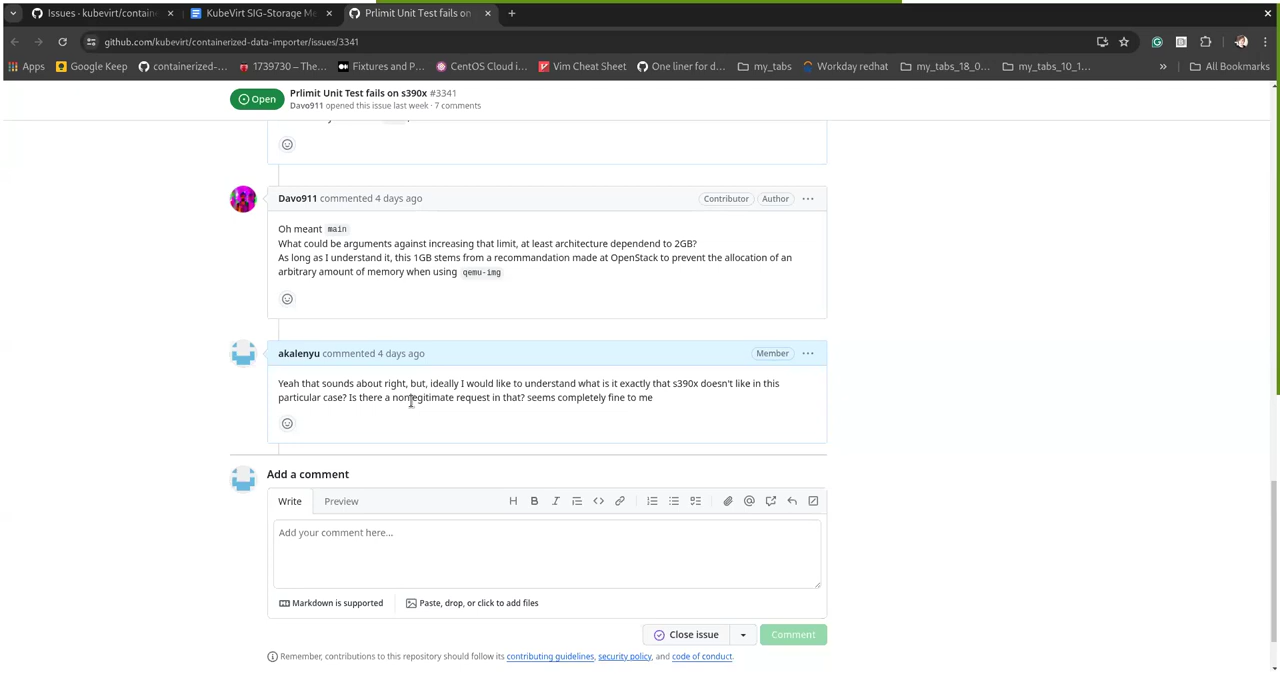 Issues · kubevirt/containe
KubeVirt SIG-Storage Me
Prlimit Unit Test fails on
github.com/kubevirt/containerized-data-importer/issues/3341
Apps
Google Keep
containerized-...
1739730 – The...
Fixtures and P...
CentOS Cloud i...
Vim Cheat Sheet
One liner for d...
my_tabs
Workday redhat
my_tabs_18_0...
my_tabs_10_1...
»
All Bookmarks
Open
Prlimit Unit Test fails on s390x #3341
Davo911 opened this issue last week · 7 comments
Davo911 commented 4 days ago
Contributor
Author
Oh meant main
What could be arguments against increasing that limit, at least architecture dependend to 2GB?
As long as I understand it, this 1GB stems from a recommandation made at OpenStack to prevent the allocation of an
arbitrary amount of memory when using qemu-img
akalenyu commented 4 days ago
Member
Yeah that sounds about right, but, ideally I would like to understand what is it exactly that s390x doesn't like in this
particular case? Is there a nonlegitimate request in that? seems completely fine to me
Add a comment
Write
Preview
Add your comment here...
Markdown is supported
Paste, drop, or click to add files
Close issue
Comment
Remember, contributions to this repository should follow its contributing guidelines, security policy, and code of conduct.